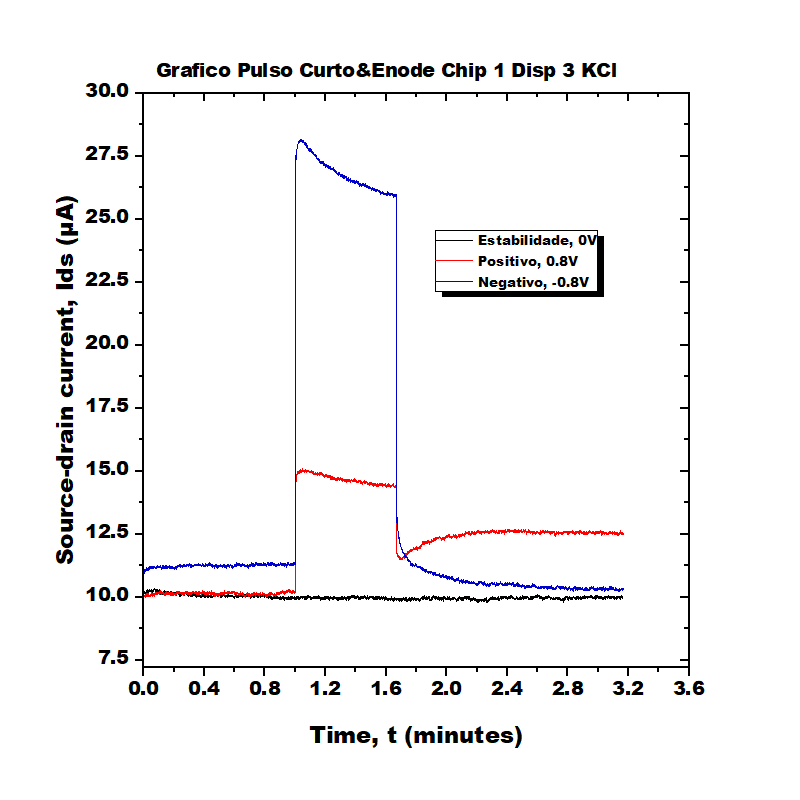 Grafico Pulso Curto&Enode Chip 1 Disp 3 KCl
30.0
27.5
25.0
22.5
20.0
17.5
15.0
12.5
10.0
7.5
Source-drain current, Ids (µA)
Estabilidade, 0V
Positivo, 0.8V
Negativo, -0.8V
0.0 0.4 0.8 1.2 1.6 2.0 2.4 2.8 3.2 3.6
Time, t (minutes)